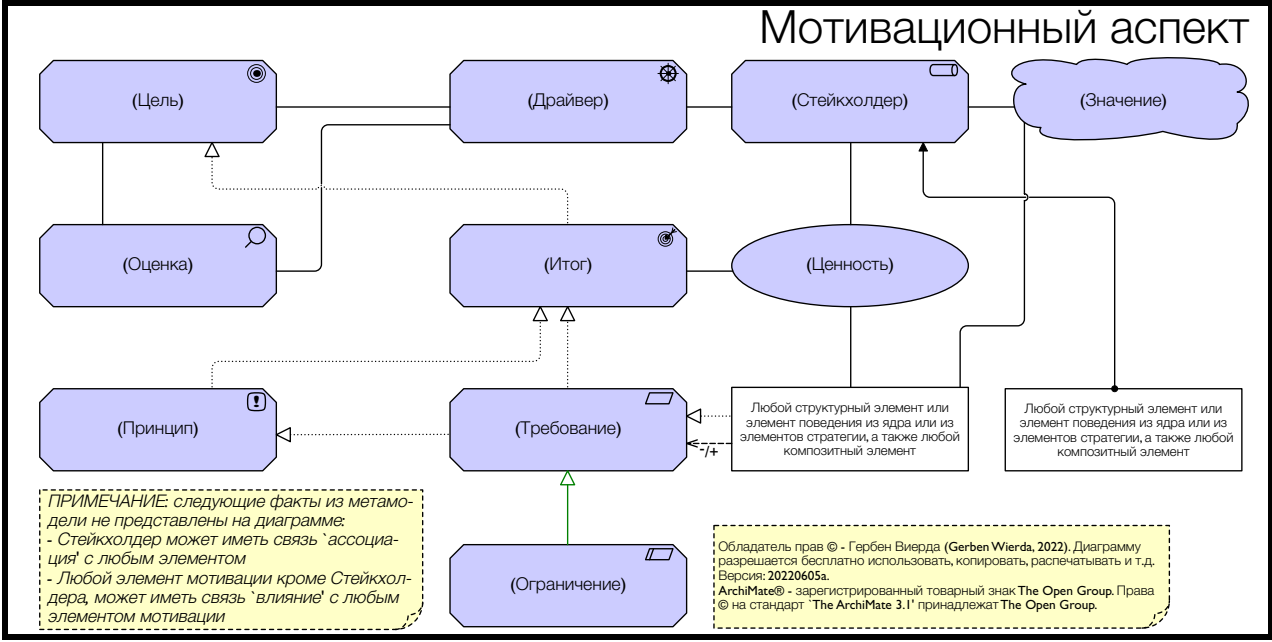 Мотивационный аспект
(Цель)
(Драйвер)
(Стейкхолдер)
(Значение)
(Оценка)
(Итог)
(Ценность)
(Принцип)
(Требование)
-/+
Любой структурный элемент или
элемент поведения из ядра или из
элементов стратегии, а также любой
композитный элемент
Любой структурный элемент или
элемент поведения из ядра или из
элементов стратегии, а также любой
композитный элемент
ПРИМЕЧАНИЕ: следующие факты из метамо-
дели не представлены на диаграмме:
- Стейкхолдер может иметь связь `ассоциа-
ция' с любым элементом
- Любой элемент мотивации кроме Стейкхол-
дера, может иметь связь `влияние' с любым
элементом мотивации
(Ограничение)
Обладатель прав © - Гербен Виерда (Gerben Wierda, 2022). Диаграмму
разрешается бесплатно использовать, копировать, распечатывать и т.д.
Версия: 20220605a.
ArchiMate® - зарегистрированный товарный знак The Open Group. Права
© на стандарт `The ArchiMate 3.1' принадлежат The Open Group.